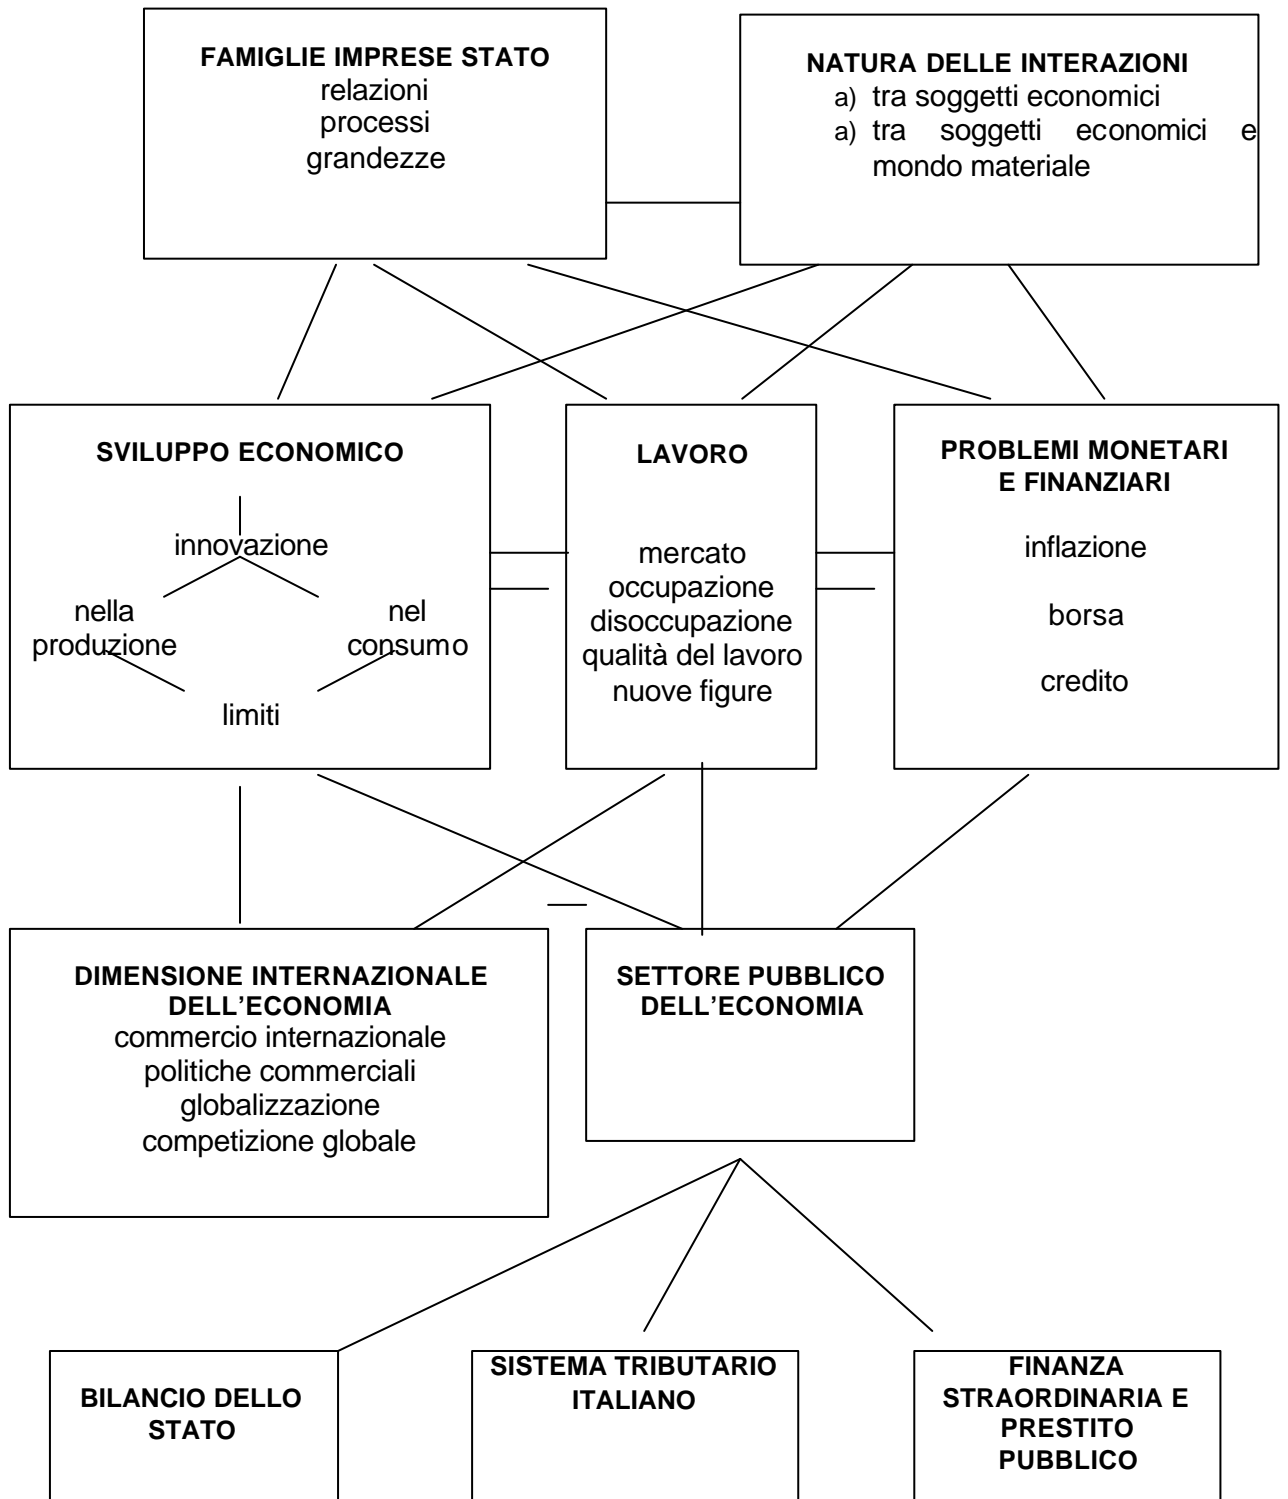 FAMIGLIE IMPRESE STATO
relazioni
processi
grandezze
NATURA DELLE INTERAZIONI
a) tra soggetti economici
a) tra soggetti economici e
mondo materiale
SVILUPPO ECONOMICO
innovazione
nella
produzione
nel
consumo
limiti
LAVORO
mercato
occupazione
disoccupazione
qualità del lavoro
nuove figure
PROBLEMI MONETARI
E FINANZIARI
inflazione
borsa
credito
DIMENSIONE INTERNAZIONALE
DELL’ECONOMIA
commercio internazionale
politiche commerciali
globalizzazione
competizione globale
SETTORE PUBBLICO
DELL’ECONOMIA
BILANCIO DELLO
STATO
SISTEMA TRIBUTARIO
ITALIANO
FINANZA
STRAORDINARIA E
PRESTITO
PUBBLICO